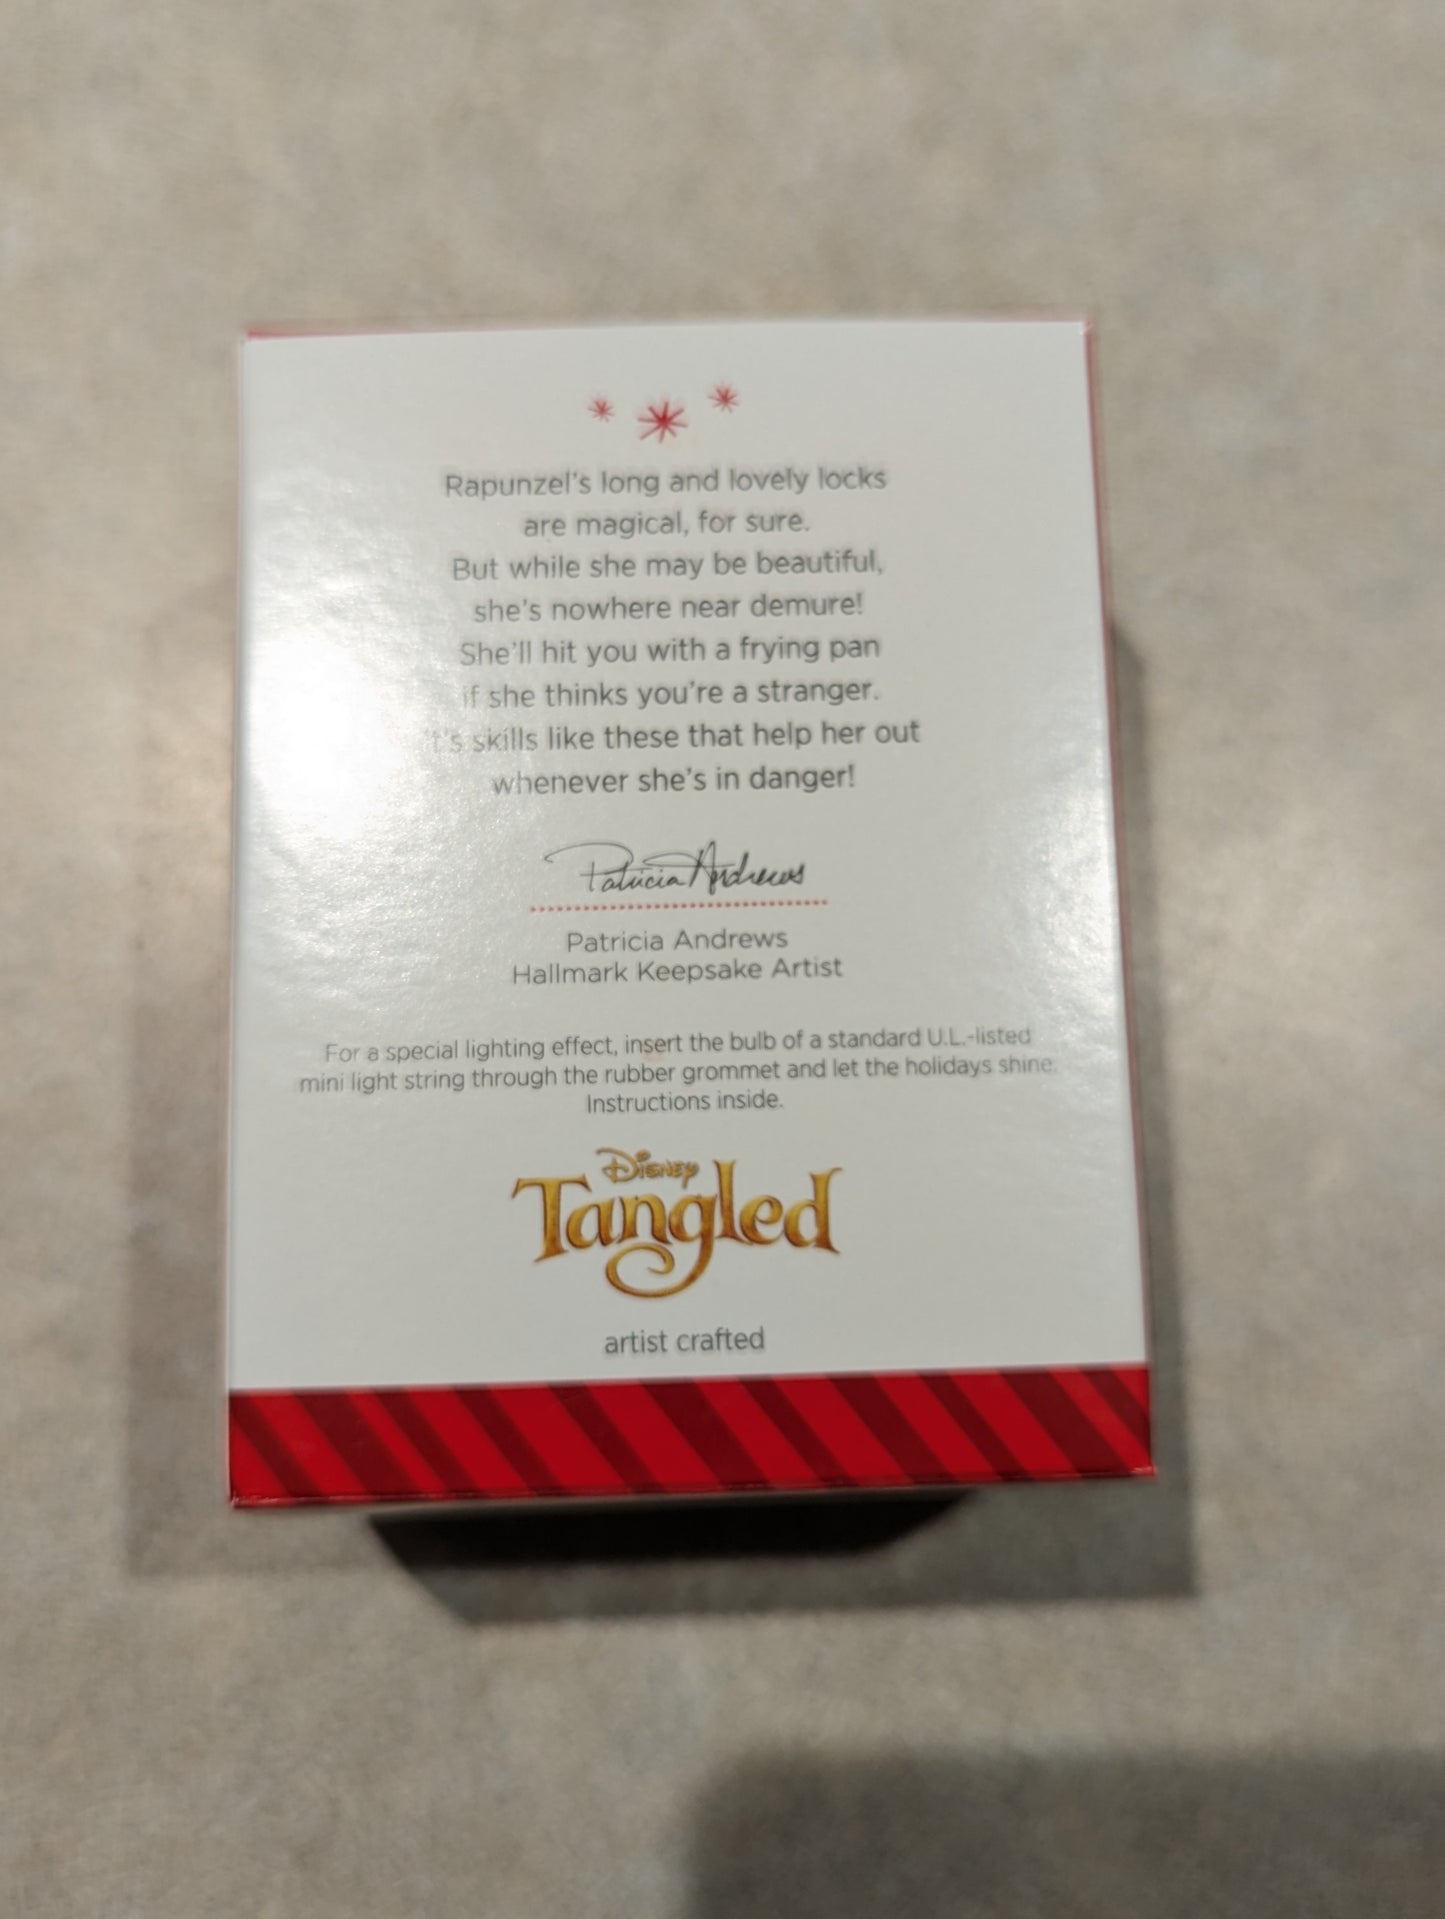 Rapunzel's long and lovely locks
are magical, for sure.
But while she may be beautiful,
she's nowhere near demure!
She'll hit you with a frying pan
if she thinks you're a stranger.
It's skills like these that help her out
whenever she's in danger!
Patricia Andrews
Patricia Andrews
Hallmark Keepsake Artist
For a special lighting effect, insert the bulb of a standard U.L.-listed
mini light string through the rubber grommet and let the holidays shine.
Instructions inside.
Disney
Tangled
artist crafted